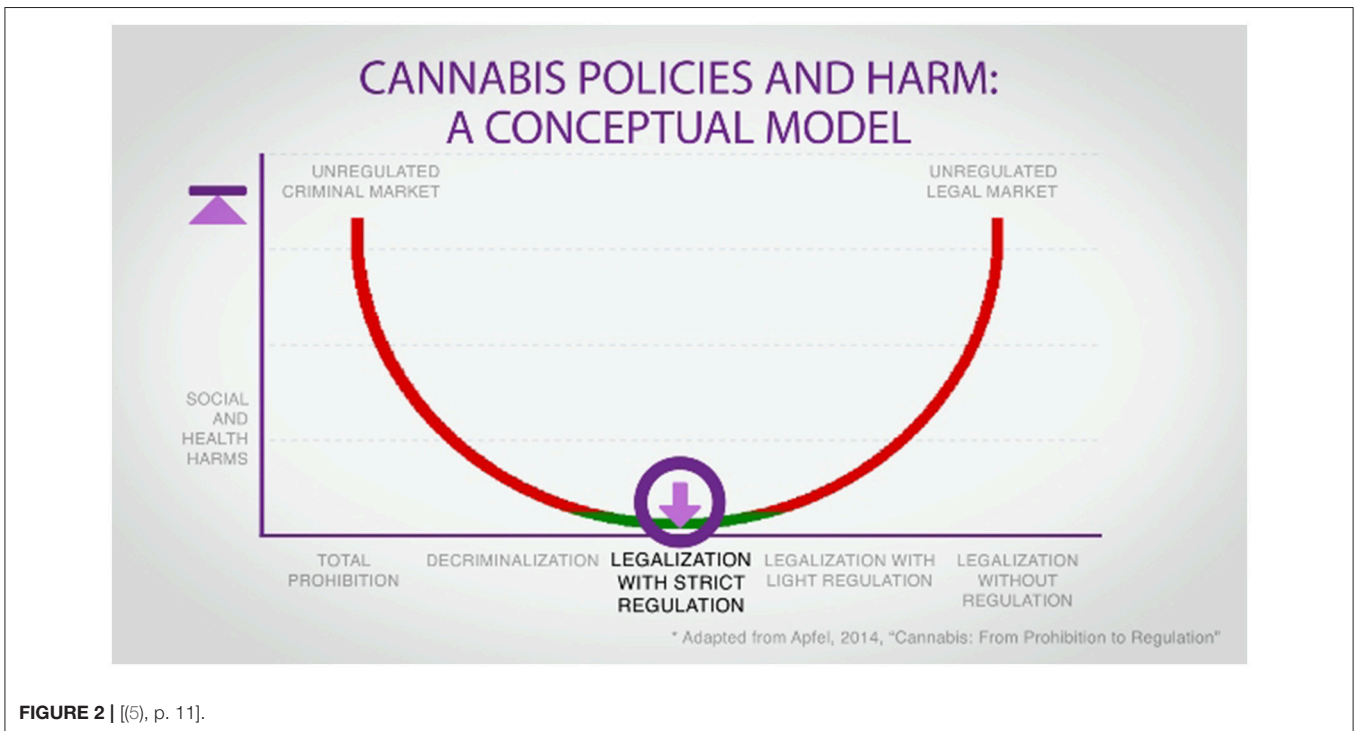 CANNABIS POLICIES AND HARM:
A CONCEPTUAL MODEL
UNREGULATED
CRIMINAL MARKET
UNREGULATED
LEGAL MARKET
SOCIAL
AND
HEALTH
HARMS
TOTAL
PROHIBITION
DECRIMINALIZATION
LEGALIZATION
WITH STRICT
REGULATION
LEGALIZATION WITH
LIGHT REGULATION
LEGALIZATION
WITHOUT
REGULATION
* Adapted from Apfel, 2014, “Cannabis: From Prohibition to Regulation”
FIGURE 2 | [(5), p. 11].